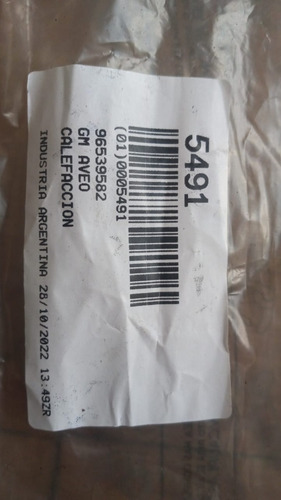 5491
(01)0005491
96539582
GM AVEO
CALEFACCION
INDUSTRIA ARGENTINA 28/10/2022 13:49ZR